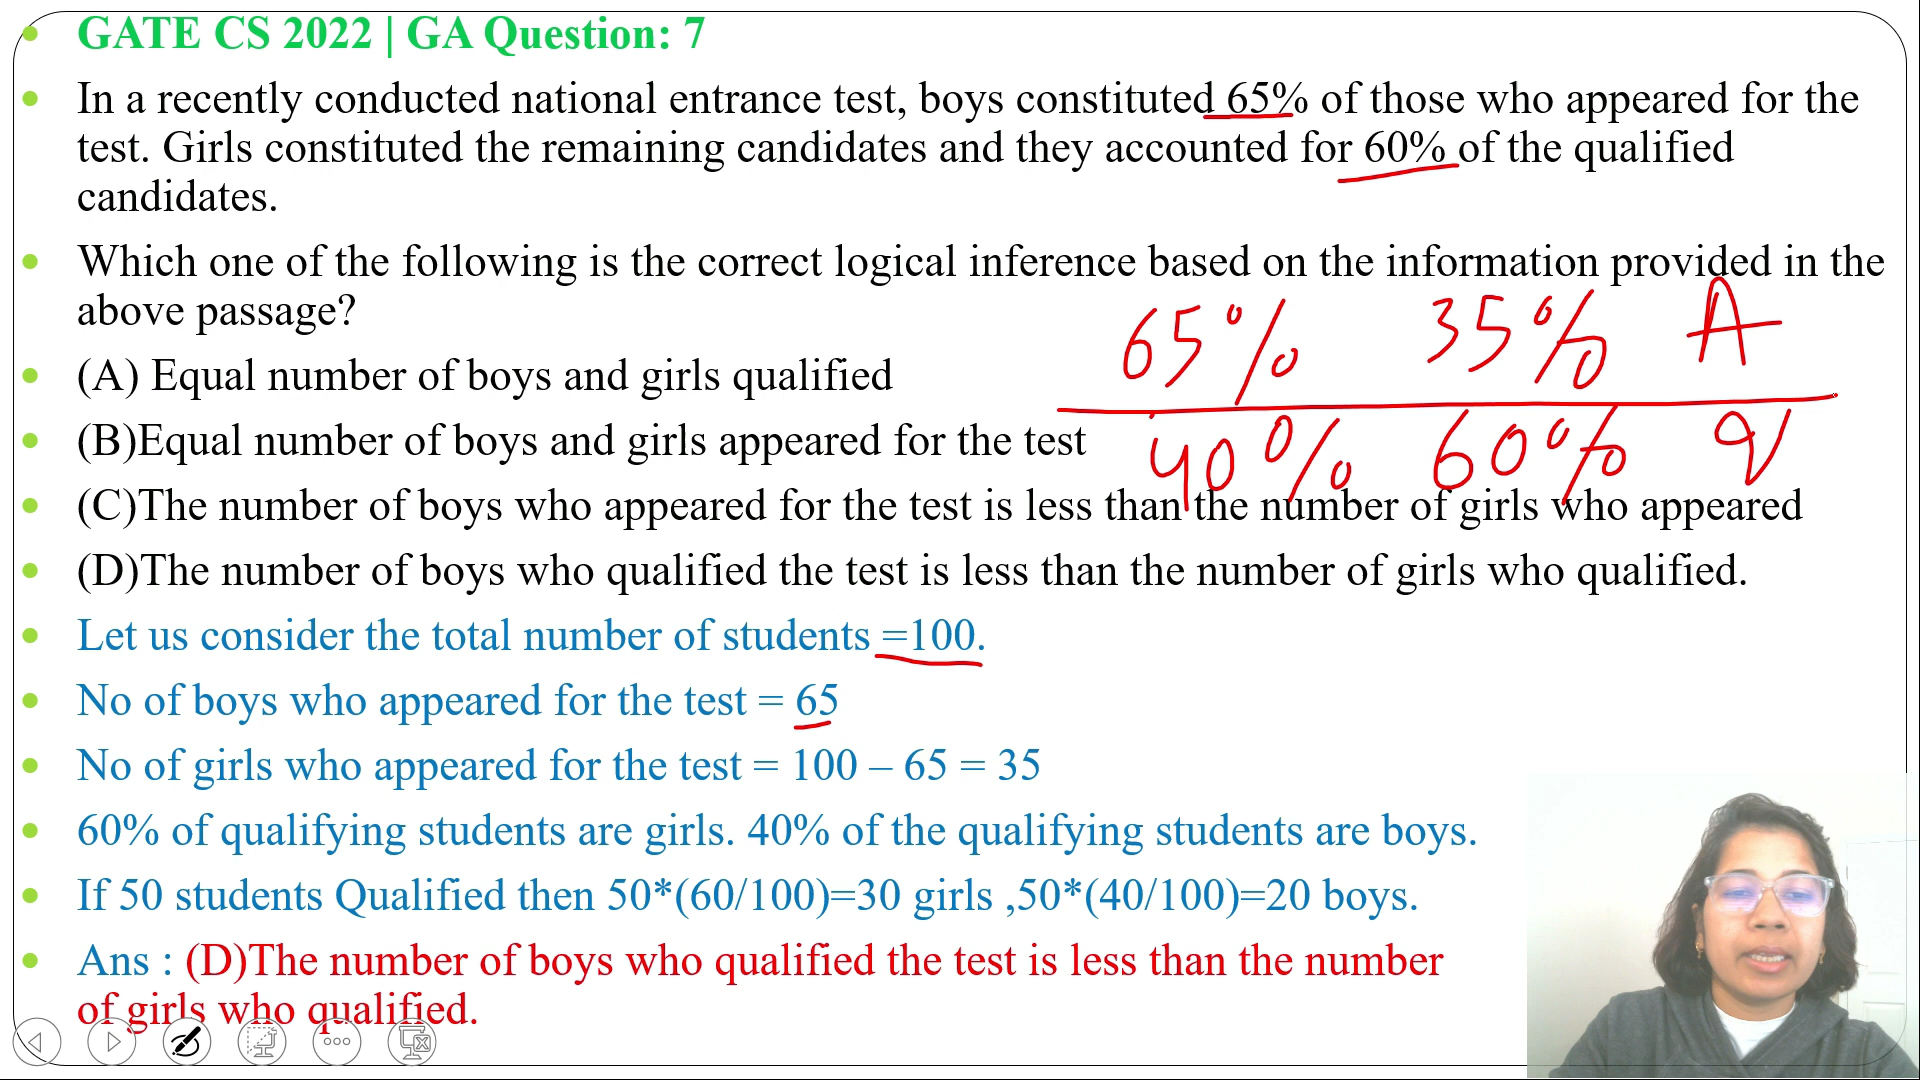 GATE CS 2022 | GA Question: 7
In a recently conducted national entrance test, boys constituted 65% of those who appeared for the
test. Girls constituted the remaining candidates and they accounted for 60% of the qualified
candidates.
Which one of the following is the correct logical inference based on the information provided in the
above passage?
65% 35% A
(A) Equal number of boys and girls qualified
(B)Equal number of boys and girls appeared for the test
40% 60% q
(C)The number of boys who appeared for the test is less than the number of girls who appeared
(D)The number of boys who qualified the test is less than the number of girls who qualified.
Let us consider the total number of students =100.
No of boys who appeared for the test = 65
No of girls who appeared for the test = 100 – 65 = 35
60% of qualifying students are girls. 40% of the qualifying students are boys.
If 50 students Qualified then 50*(60/100)=30 girls ,50*(40/100)=20 boys.
Ans : (D)The number of boys who qualified the test is less than the number
of girls who qualified.